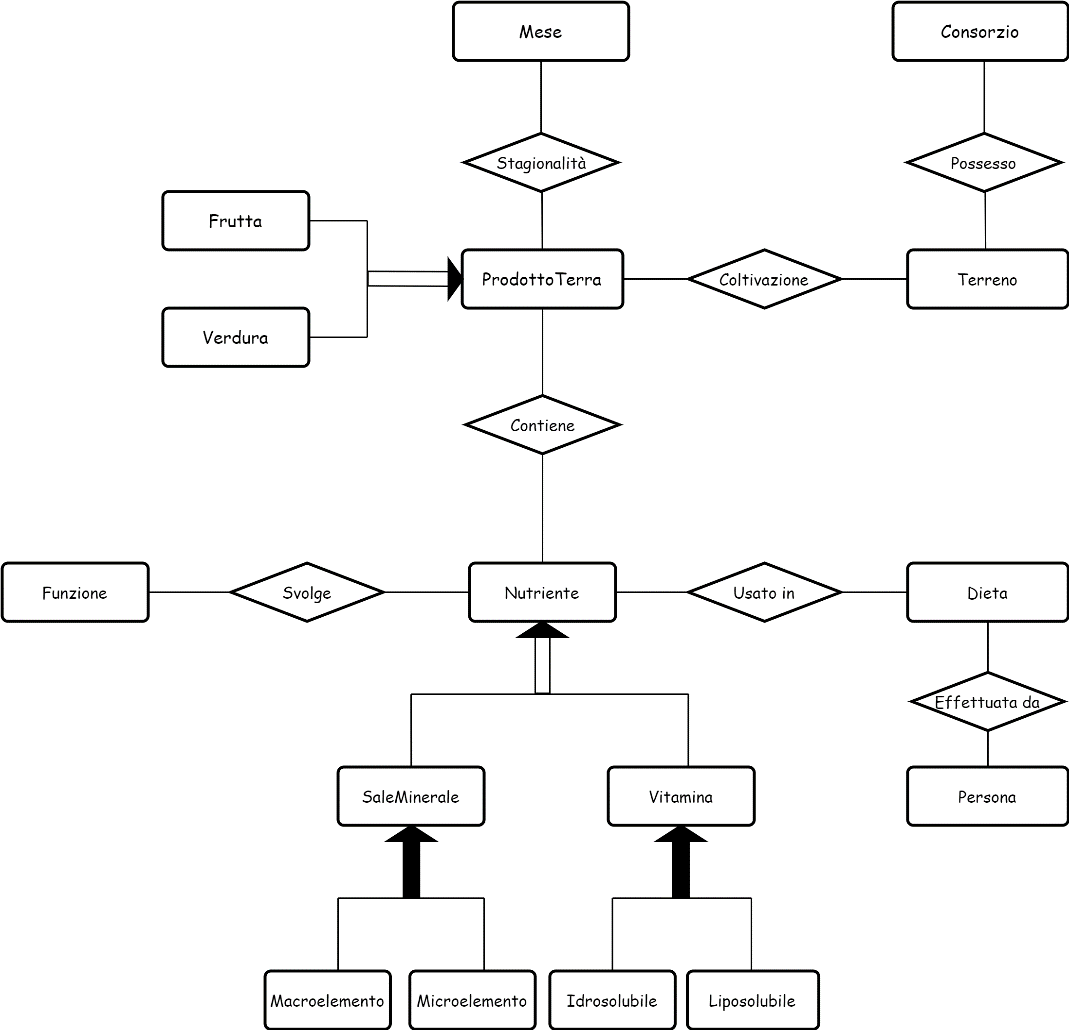 Mese
Consorzio
Stagionalità
Possesso
Frutta
ProdottoTerra
Coltivazione
Terreno
Verdura
Contiene
Funzione
Svolge
Nutriente
Usato in
Dieta
Effettuata da
SaleMinerale
Vitamina
Persona
Macroelemento
Microelemento
Idrosolubile
Liposolubile